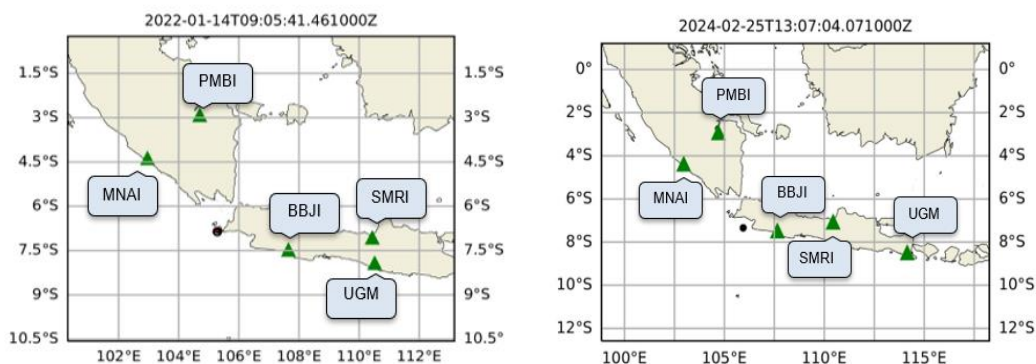 2022-01-14T09:05:41.461000Z
1.5°S
3°S
4.5°S
6°S
7.5°S
9°S
10.5°S
1.5°S
3°S
4.5°S
6°S
7.5°S
9°S
10.5°S
102°E 104°E 106°E 108°E 110°E 112°E
PMBI
MNAI
BBJI
SMRI
UGM
2024-02-25T13:07:04.071000Z
0°
2°S
4°S
6°S
8°S
10°S
12°S
0°
2°S
4°S
6°S
8°S
10°S
12°S
100°E 105°E 110°E 115°E
PMBI
MNAI
BBJI
SMRI
UGM